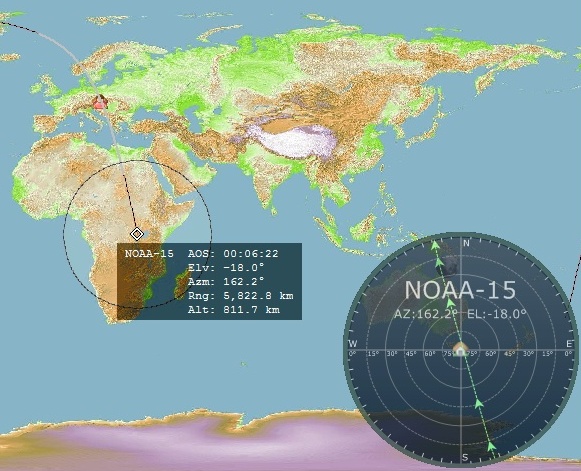 NOAA-15 AOS: 00:06:22
Elv: -18.0°
Azm: 162.2°
Rng: 5,822.8 km
Alt: 811.7 km
N
NOAA-15
AZ:162.2° EL:-18.0°
W E
0° 15° 30° 45° 60° 75° 75° 60° 45° 30° 15° 0°
S